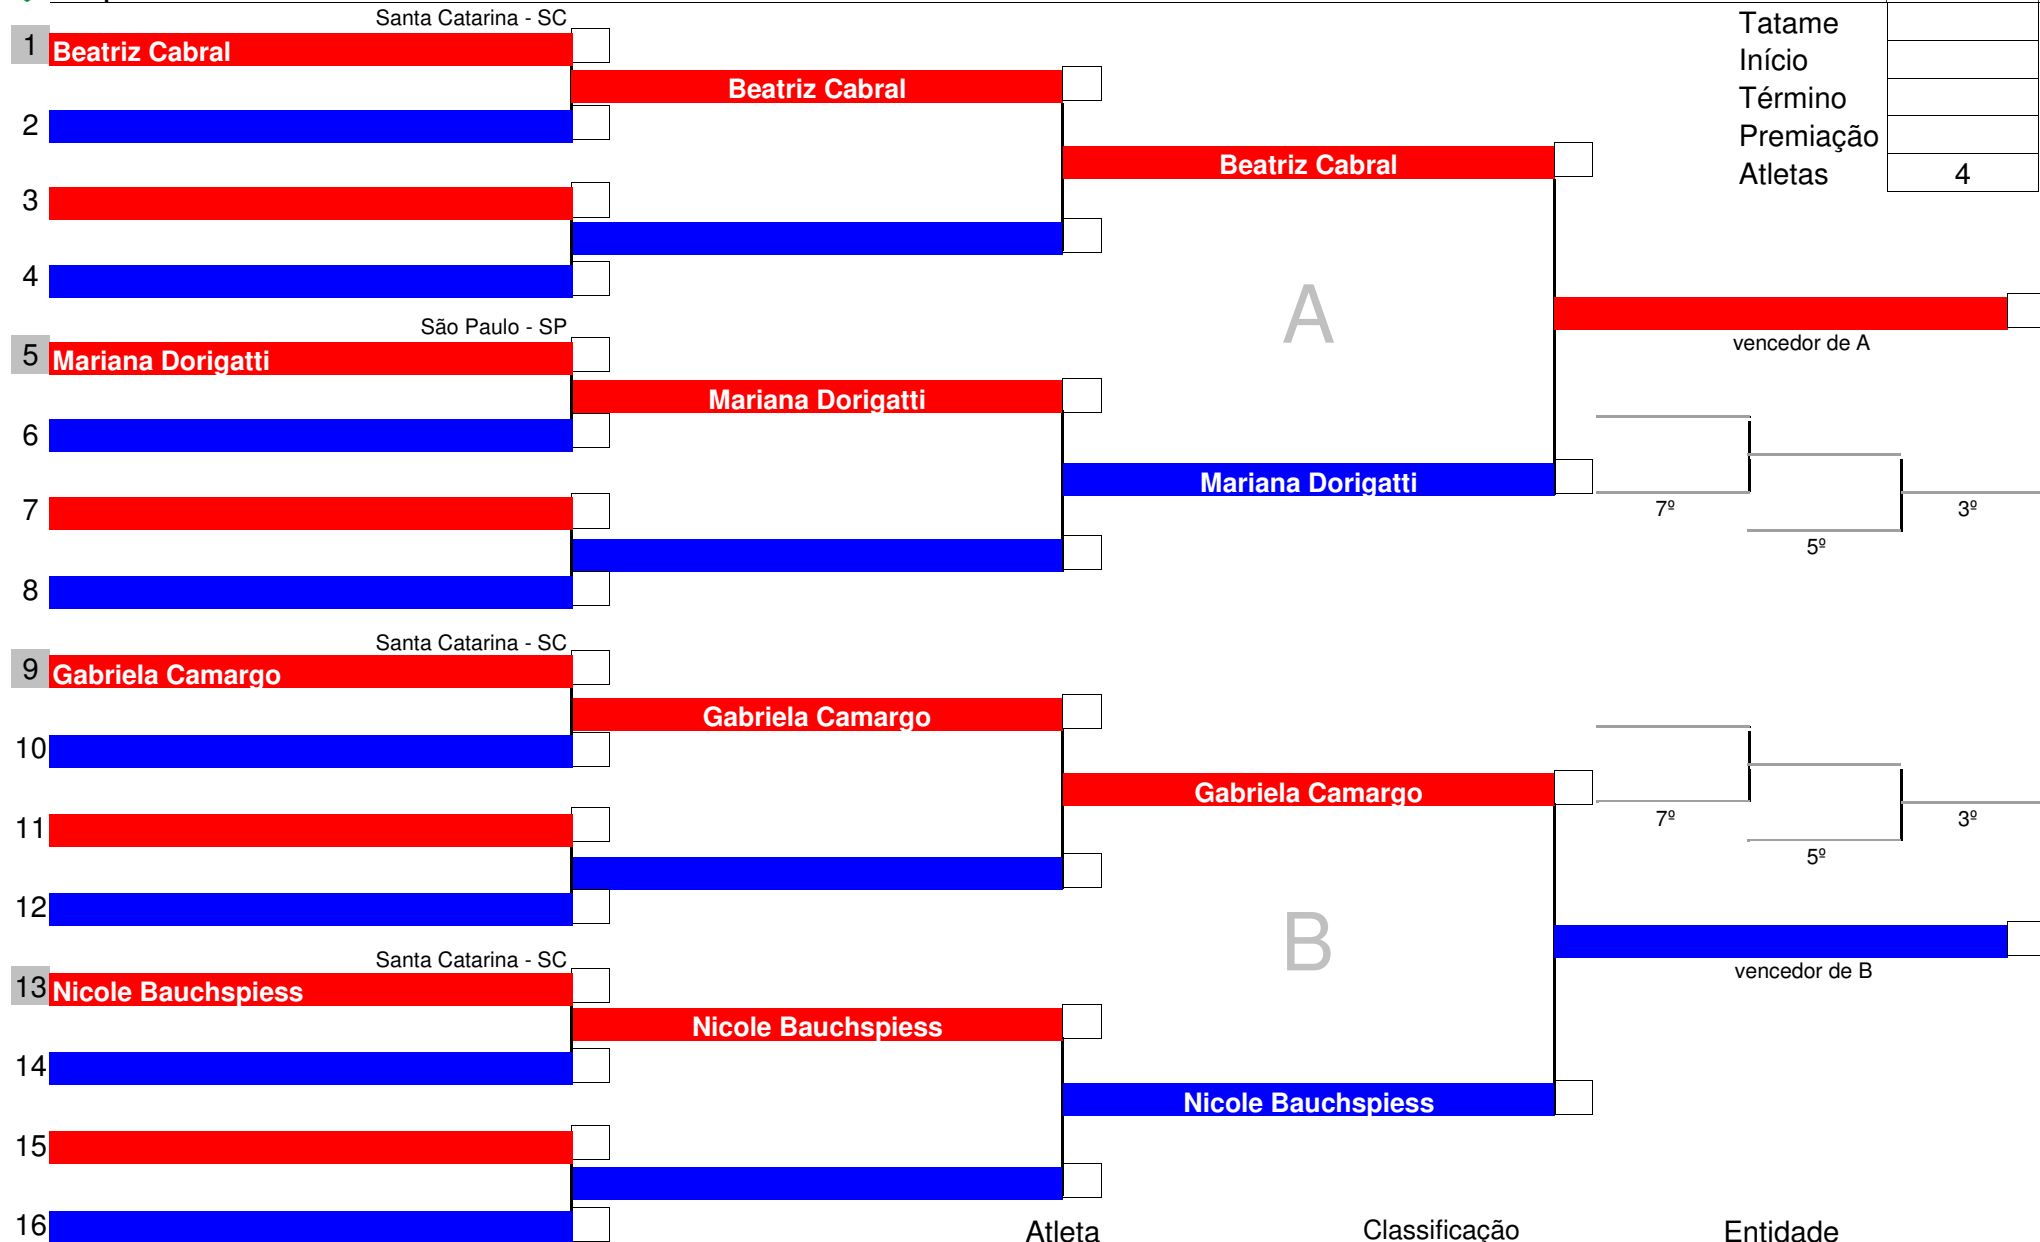 Santa Catarina - SC
1 Beatriz Cabral
Beatriz Cabral
2
Beatriz Cabral
3
4
Tatame
Início
Término
Premiação
Atletas 4
A
vencedor de A
São Paulo - SP
5 Mariana Dorigatti
Mariana Dorigatti
6
Mariana Dorigatti
7
8
7º
3º
5º
Santa Catarina - SC
9 Gabriela Camargo
Gabriela Camargo
10
Gabriela Camargo
11
12
7º
3º
5º
B
vencedor de B
Santa Catarina - SC
13 Nicole Bauchspiess
Nicole Bauchspiess
14
Nicole Bauchspiess
15
16
Atleta Classificação Entidade